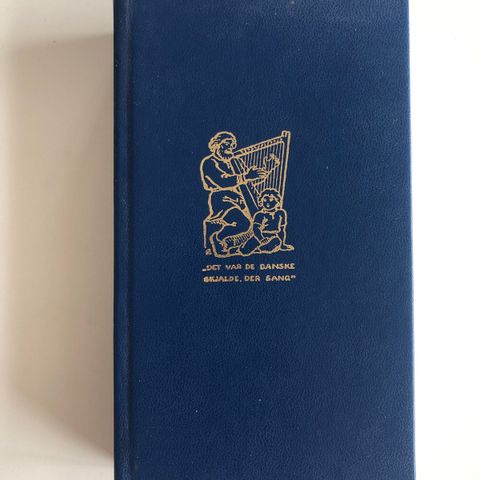 „DET VAR DE DANSKE
SKJALDE, DER SANG"